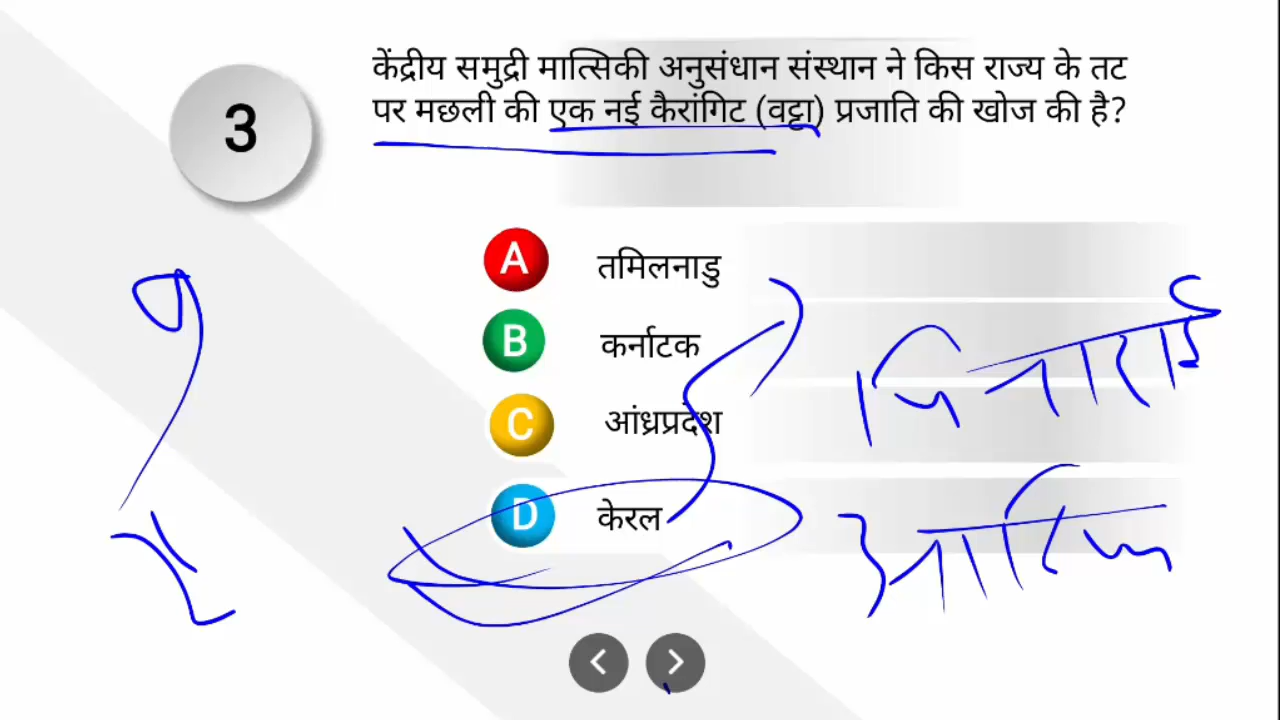 3
केंद्रीय समुद्री मात्सिकी अनुसंधान संस्थान ने किस राज्य के तट
पर मछली की एक नई कैरांगिट (वट्टा) प्रजाति की खोज की है?
A तमिलनाडु
B कर्नाटक
C आंध्रप्रदेश
D केरल